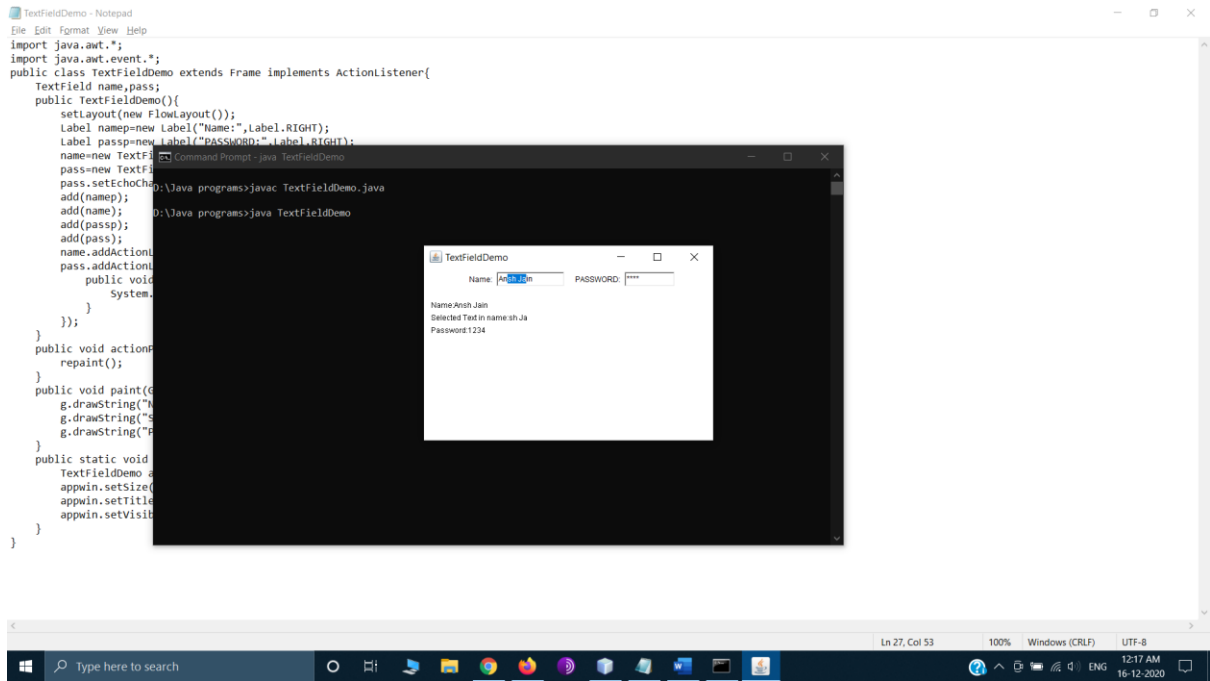 TextFieldDemo - Notepad
File Edit Format View Help
import java.awt.*;
import java.awt.event.*;
public class TextFieldDemo extends Frame implements ActionListener{
TextField name,pass;
public TextFieldDemo(){
setLayout(new FlowLayout());
Label namep=new Label("Name:",Label.RIGHT);
Label passp=new Label("PASSWORD:",Label.RIGHT);
name=new TextFi
pass=new TextFi
pass.setEchoCha
add(namep);
add(name);
add(passp);
add(pass);
name.addActionL
pass.addActionL
public void
System.
}
});
}
public void actionP
repaint();
}
public void paint(G
g.drawString("N
g.drawString("S
g.drawString("P
}
public static void
TextFieldDemo a
appwin.setSize(
appwin.setTitle
appwin.setVisib
}
}
Command Prompt - java TextFieldDemo
D:\Java programs>javac TextFieldDemo.java
D:\Java programs>java TextFieldDemo
TextFieldDemo
Name: Ansh Jain PASSWORD: ****
Name:Ansh Jain
Selected Text in name:sh Ja
Password:1234
Ln 27, Col 53 100% Windows (CRLF) UTF-8
Type here to search
ENG
12:17 AM
16-12-2020